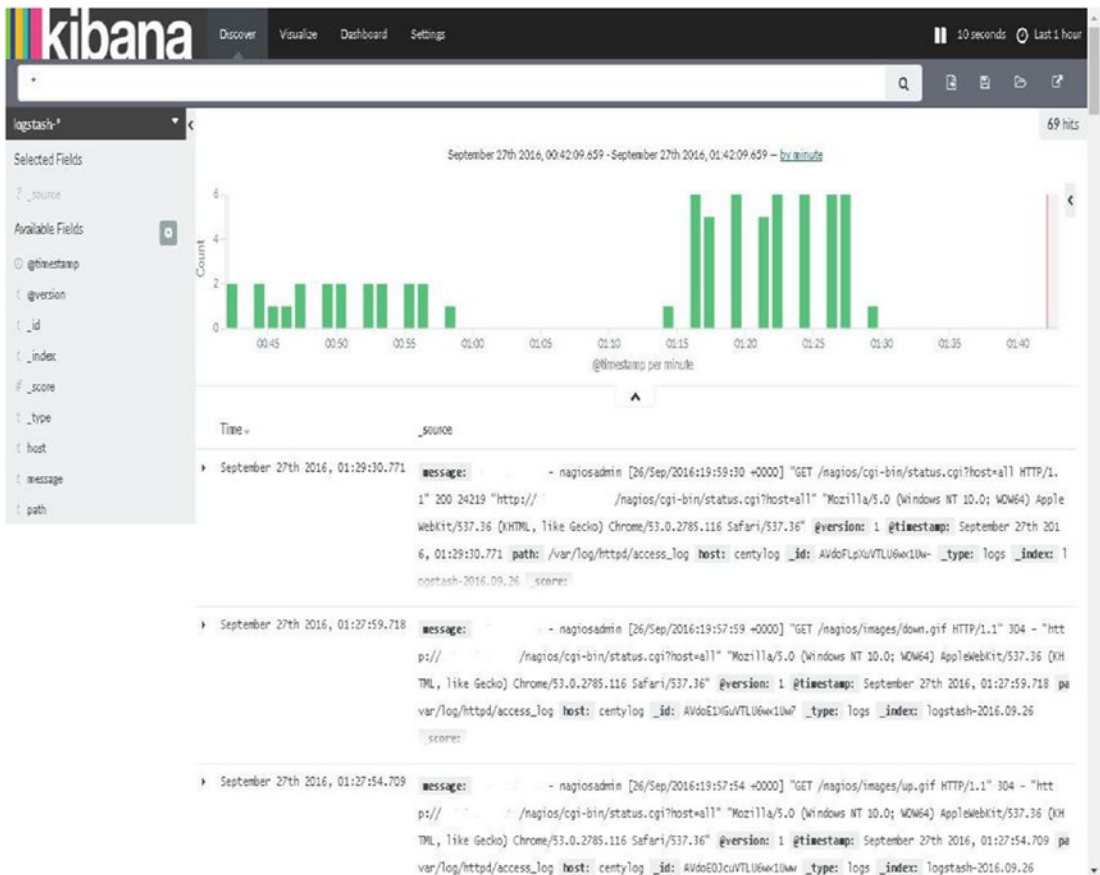 kibana Discover Visualize Dashboard Settings 10 seconds Last 1 hour
*
logstash-*
69 hits
Selected Fields
? _source
Available Fields
@timestamp
t @version
t _id
t _index
# _score
t _type
t host
t message
t path
September 27th 2016, 00:42:09.659 - September 27th 2016, 01:42:09.659 — by minute
Count
6
4
2
0
00:45 00:50 00:55 01:00 01:05 01:10 01:15 01:20 01:25 01:30 01:35 01:40
@timestamp per minute
Time _source
September 27th 2016, 01:29:30.771 message: - nagiosadmin [26/Sep/2016:19:59:30 +0000] "GET /nagios/cgi-bin/status.cgi?host=all HTTP/1.
1" 200 24219 "http:// /nagios/cgi-bin/status.cgi?host=all" "Mozilla/5.0 (Windows NT 10.0; WOW64) Apple
WebKit/537.36 (KHTML, like Gecko) Chrome/53.0.2785.116 Safari/537.36" @version: 1 @timestamp: September 27th 201
6, 01:29:30.771 path: /var/log/httpd/access_log host: centylog _id: _type: logs _index: l
ogstash-2016.09.26 _score:
September 27th 2016, 01:27:59.718 message: - nagiosadmin [26/Sep/2016:19:57:59 +0000] "GET /nagios/images/down.gif HTTP/1.1" 304 - "htt
p:// /nagios/cgi-bin/status.cgi?host=all" "Mozilla/5.0 (Windows NT 10.0; WOW64) AppleWebKit/537.36 (KH
TML, like Gecko) Chrome/53.0.2785.116 Safari/537.36" @version: 1 @timestamp: September 27th 2016, 01:27:59.718 pa
var/log/httpd/access_log host: centylog _id: _type: logs _index: logstash-2016.09.26
_score:
September 27th 2016, 01:27:54.709 message: - nagiosadmin [26/Sep/2016:19:57:54 +0000] "GET /nagios/images/up.gif HTTP/1.1" 304 - "htt
p:// /nagios/cgi-bin/status.cgi?host=all" "Mozilla/5.0 (Windows NT 10.0; WOW64) AppleWebKit/537.36 (KH
TML, like Gecko) Chrome/53.0.2785.116 Safari/537.36" @version: 1 @timestamp: September 27th 2016, 01:27:54.709 pa
var/log/httpd/access_log host: centylog _id: _type: logs _index: logstash-2016.09.26